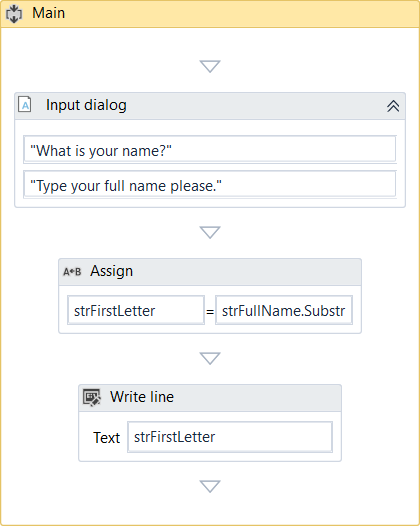 Main
Input dialog
"What is your name?"
"Type your full name please."
A↔B Assign
strFirstLetter = strFullName.Substr
Write line
Text strFirstLetter